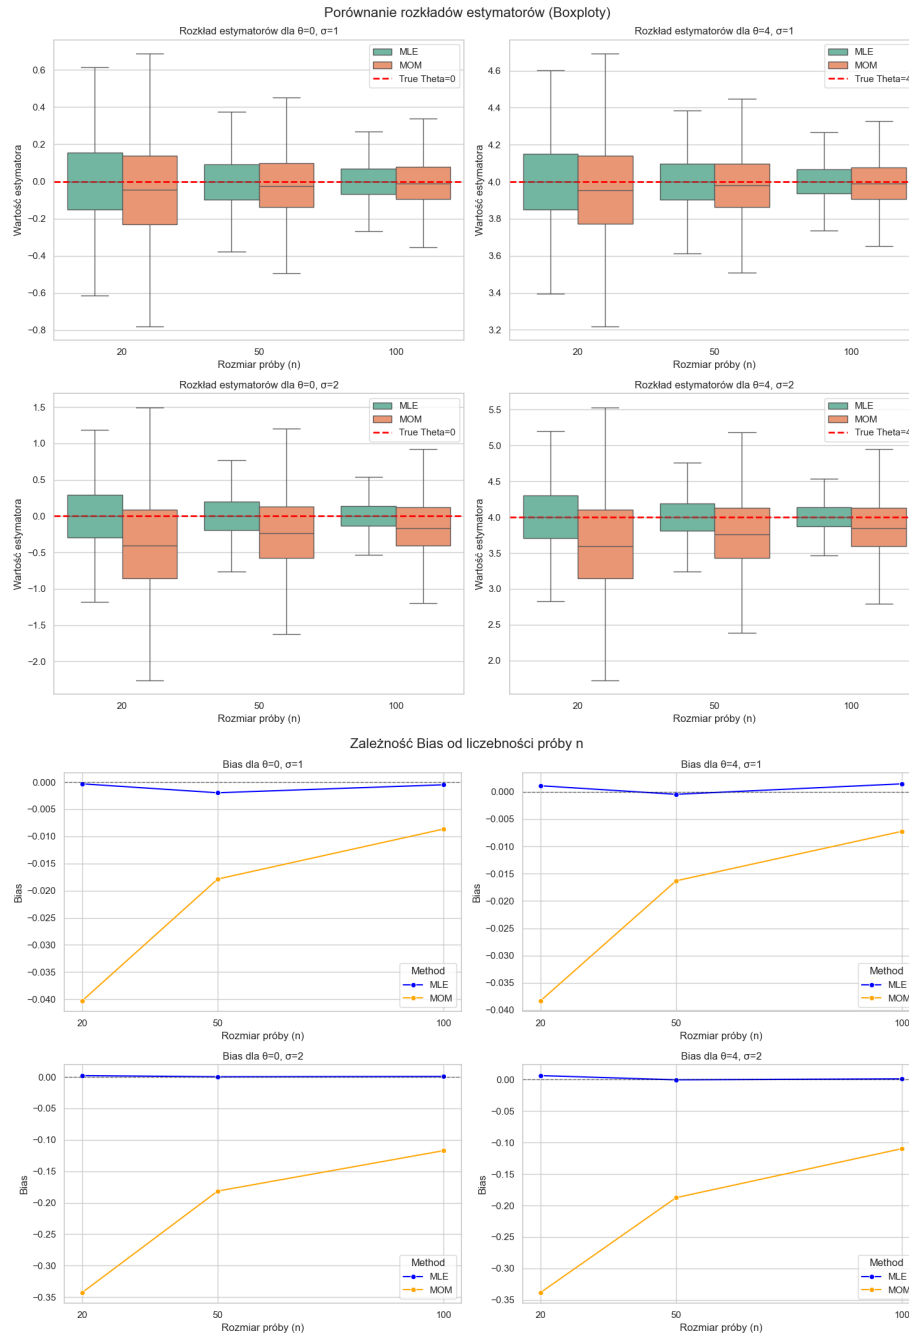 Porównanie rozkładów estymatorów (Boxploty)
Rozkład estymatorów dla θ=0, σ=1
MLE
MOM
True Theta=0
0.6
0.4
0.2
0.0
−0.2
−0.4
−0.6
−0.8
Wartość estymatora
20
50
100
Rozmiar próby (n)
Rozkład estymatorów dla θ=4, σ=1
MLE
MOM
True Theta=4
4.6
4.4
4.2
4.0
3.8
3.6
3.4
3.2
Wartość estymatora
20
50
100
Rozmiar próby (n)
Rozkład estymatorów dla θ=0, σ=2
MLE
MOM
True Theta=0
1.5
1.0
0.5
0.0
−0.5
−1.0
−1.5
−2.0
Wartość estymatora
20
50
100
Rozmiar próby (n)
Rozkład estymatorów dla θ=4, σ=2
MLE
MOM
True Theta=4
5.5
5.0
4.5
4.0
3.5
3.0
2.5
2.0
Wartość estymatora
20
50
100
Rozmiar próby (n)
Zależność Bias od liczebności próby n
Bias dla θ=0, σ=1
0.000
−0.005
−0.010
−0.015
−0.020
−0.025
−0.030
−0.035
−0.040
Bias
Method
MLE
MOM
20
50
100
Rozmiar próby (n)
Bias dla θ=4, σ=1
0.000
−0.005
−0.010
−0.015
−0.020
−0.025
−0.030
−0.035
−0.040
Bias
Method
MLE
MOM
20
50
100
Rozmiar próby (n)
Bias dla θ=0, σ=2
0.00
−0.05
−0.10
−0.15
−0.20
−0.25
−0.30
−0.35
Bias
Method
MLE
MOM
20
50
100
Rozmiar próby (n)
Bias dla θ=4, σ=2
0.00
−0.05
−0.10
−0.15
−0.20
−0.25
−0.30
−0.35
Bias
Method
MLE
MOM
20
50
100
Rozmiar próby (n)